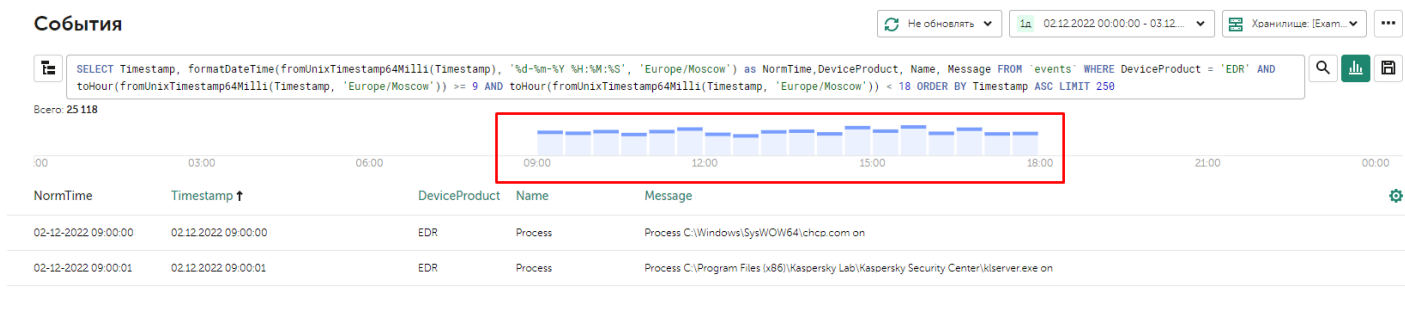 События
Не обновлять
1д 02.12.2022 00:00:00 - 03.12....
Хранилище: [Exam...
SELECT Timestamp, formatDateTime(fromUnixTimestamp64Milli(Timestamp), '%d-%m-%Y %H:%M:%S', 'Europe/Moscow') as NormTime,DeviceProduct, Name, Message FROM `events` WHERE DeviceProduct = 'EDR' AND
toHour(fromUnixTimestamp64Milli(Timestamp, 'Europe/Moscow')) >= 9 AND toHour(fromUnixTimestamp64Milli(Timestamp, 'Europe/Moscow')) < 18 ORDER BY Timestamp ASC LIMIT 250
Всего: 25 118
:00 03:00 06:00 09:00 12:00 15:00 18:00 21:00 00:00
NormTime Timestamp DeviceProduct Name Message
02-12-2022 09:00:00 02.12.2022 09:00:00 EDR Process Process C:\Windows\SysWOW64\chcp.com on
02-12-2022 09:00:01 02.12.2022 09:00:01 EDR Process Process C:\Program Files (x86)\Kaspersky Lab\Kaspersky Security Center\klserver.exe on